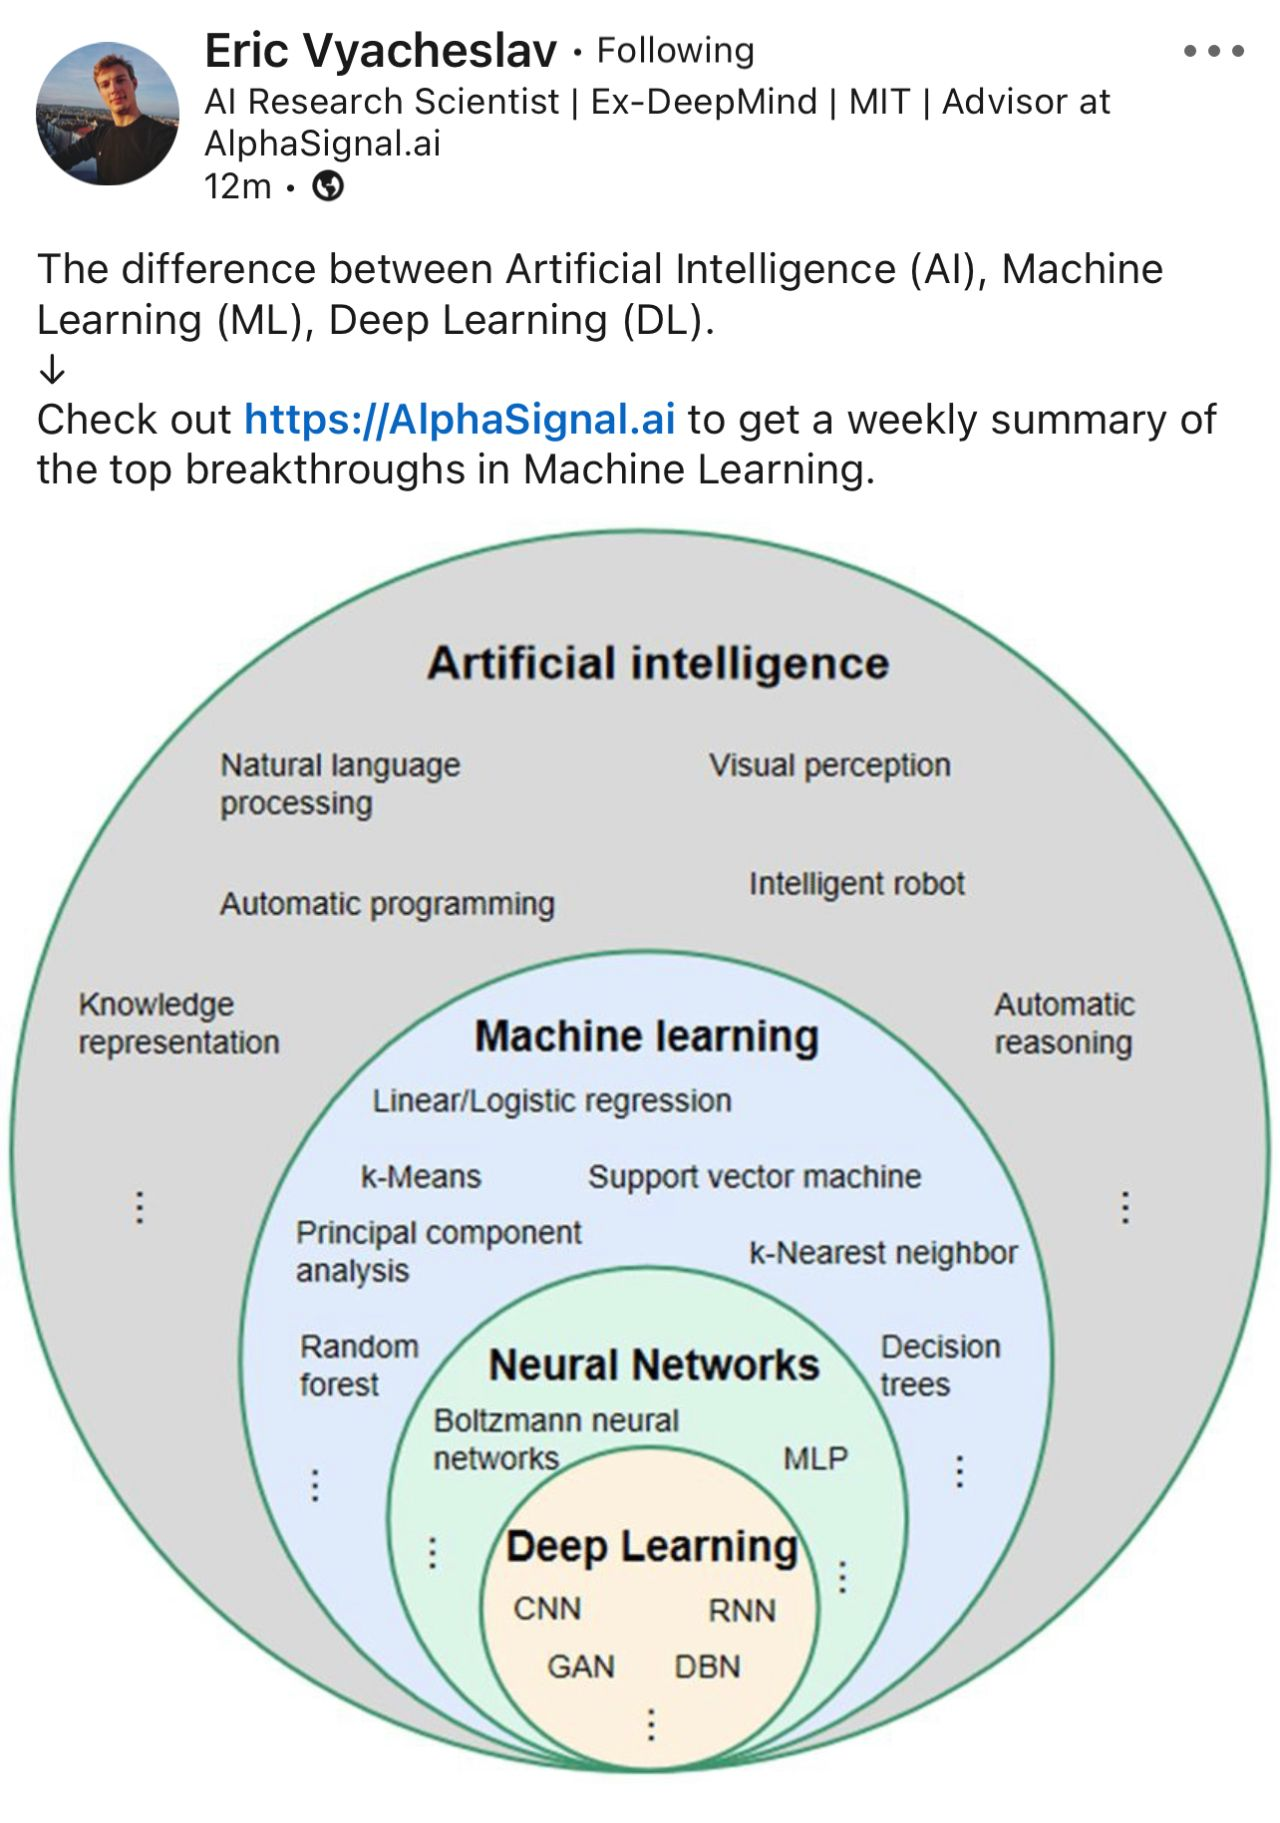 Eric Vyacheslav • Following
AI Research Scientist | Ex-DeepMind | MIT | Advisor at
AlphaSignal.ai
12m •
The difference between Artificial Intelligence (AI), Machine
Learning (ML), Deep Learning (DL).
↓
Check out https://AlphaSignal.ai to get a weekly summary of
the top breakthroughs in Machine Learning.
Artificial intelligence
Natural language
processing
Visual perception
Automatic programming
Intelligent robot
Knowledge
representation
Automatic
reasoning
Machine learning
Linear/Logistic regression
k-Means
Support vector machine
Principal component
analysis
k-Nearest neighbor
Random
forest
Decision
trees
Neural Networks
Boltzmann neural
networks
MLP
Deep Learning
CNN
RNN
GAN
DBN